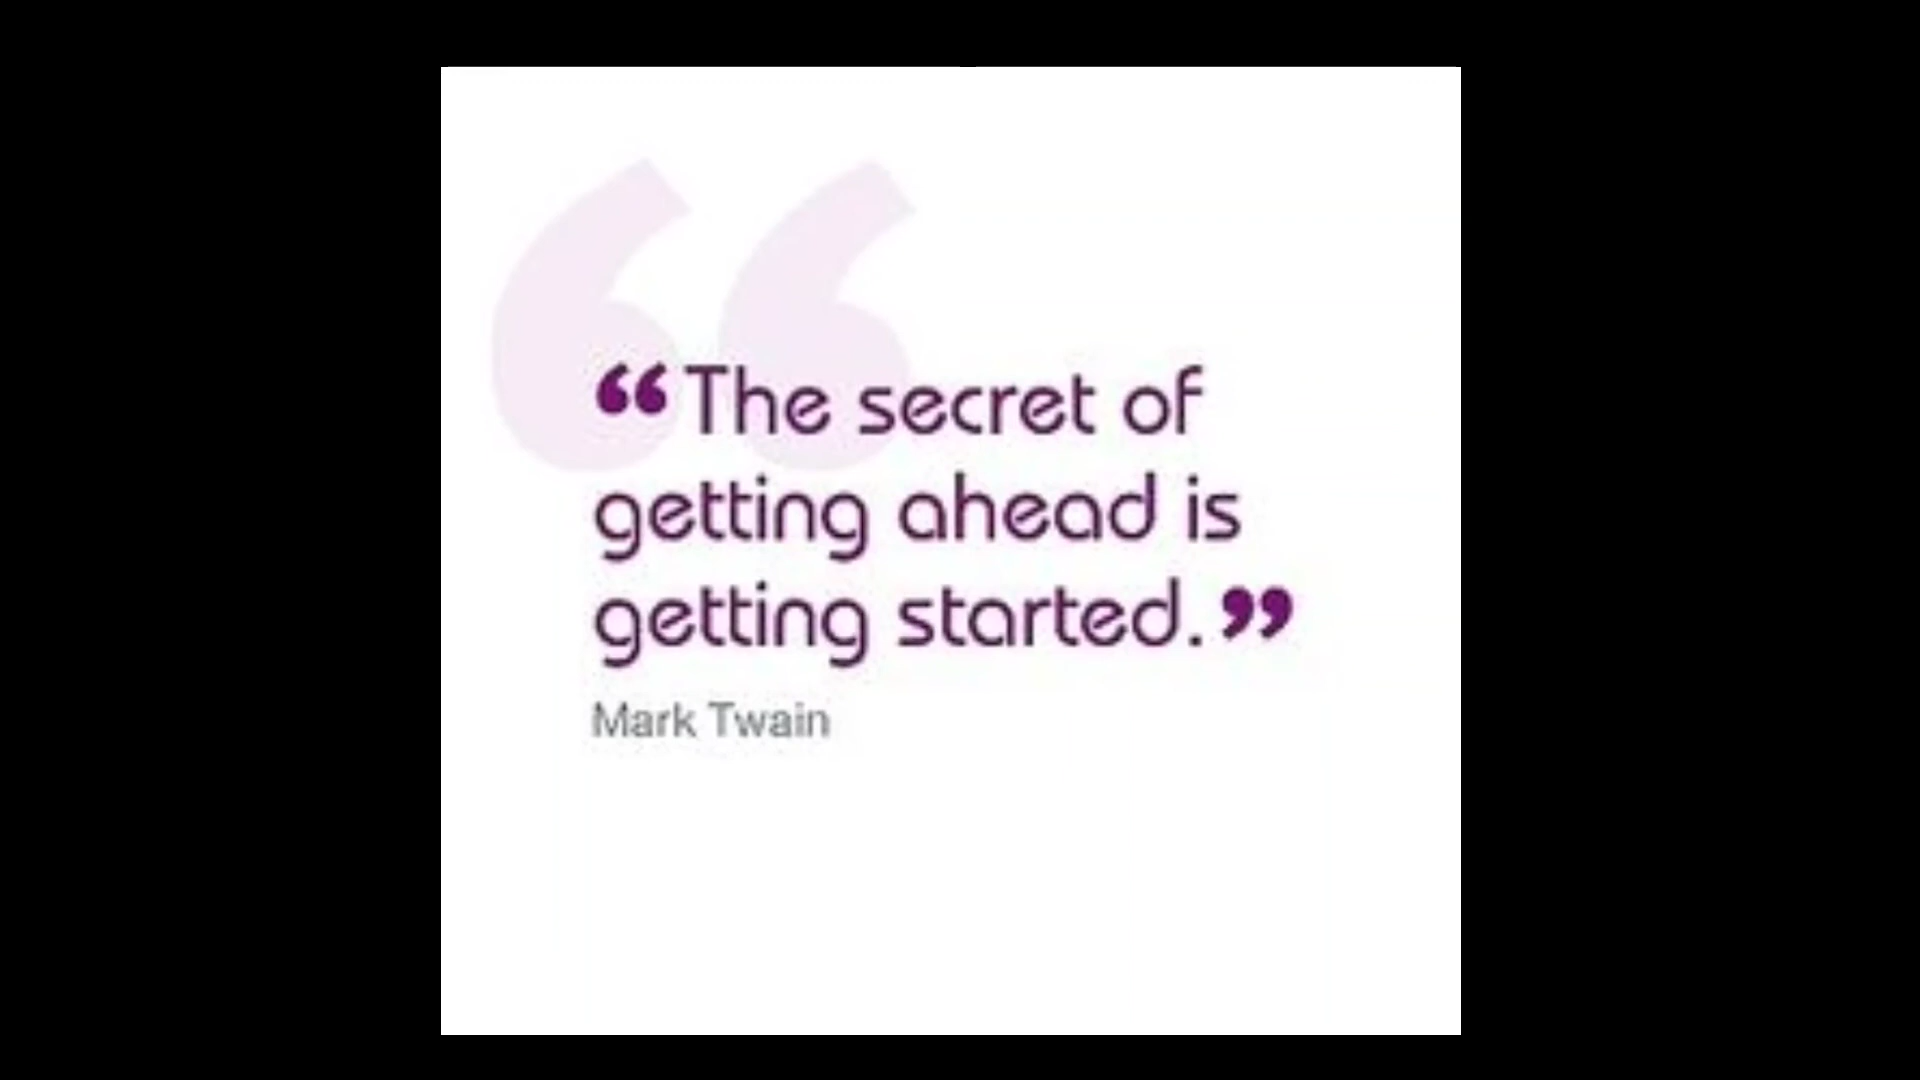 “The secret of
getting ahead is
getting started.”
Mark Twain